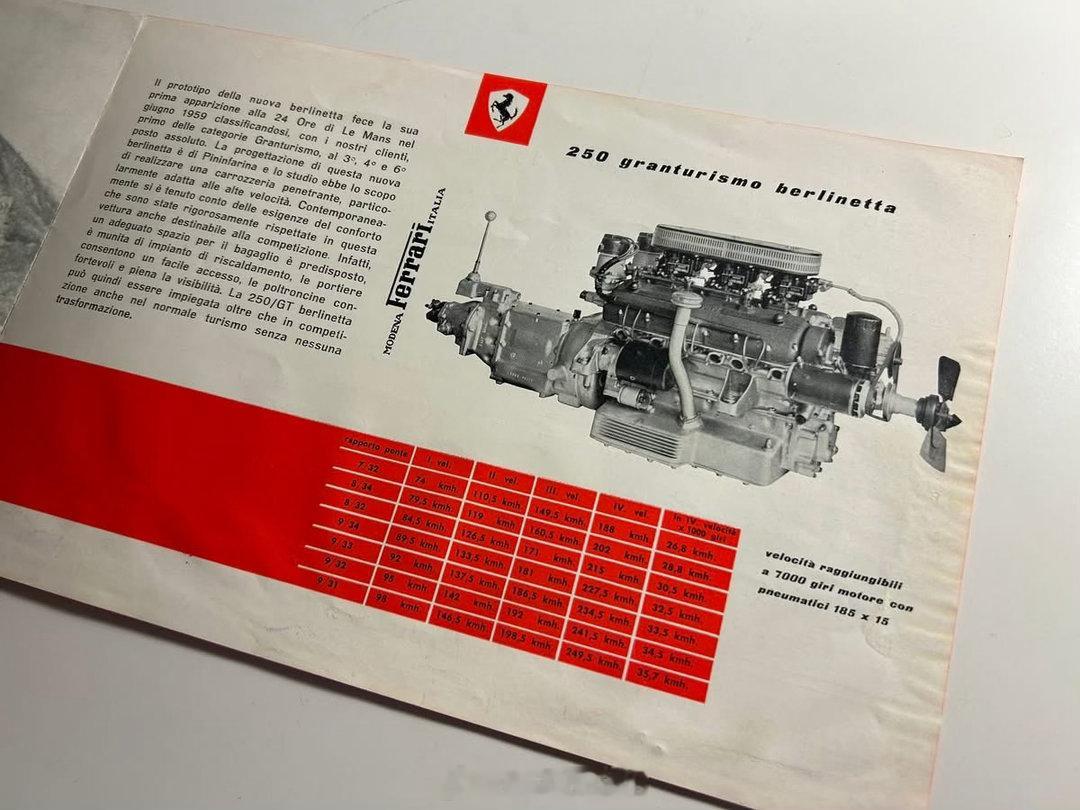 Il prototipo della nuova berlinetta fece la sua
prima apparizione alla 24 Ore di Le Mans nel
giugno 1959 classificandosi, con i nostri clienti,
primo delle categorie Granturismo, al 3°, 4° e 6°
posto assoluto. La progettazione di questa nuova
berlinetta è di Pininfarina e lo studio ebbe lo scopo
di realizzare una carrozzeria penetrante, partico-
larmente adatta alle alte velocità. Contemporanea-
mente si è tenuto conto delle esigenze del conforto
che sono state rigorosamente rispettate in questa
vettura anche destinabile alla competizione. Infatti,
un adeguato spazio per il bagaglio è predisposto,
è munita di impianto di riscaldamento, le portiere
consentono un facile accesso, le poltroncine con-
fortevoli e piena la visibilità. La 250/GT berlinetta
può quindi essere impiegata oltre che in competi-
zione anche nel normale turismo senza nessuna
trasformazione.
MODENA Ferrari ITALIA
250 granturismo berlinetta
rapporto ponte I. vel. II. vel. III. vel. IV. vel in IV. velocità x 1000 giri
7/32 74 kmh. 110,5 kmh. 149,5 kmh. 188 kmh. 26,8 kmh.
8/34 79,5 kmh. 119 kmh. 160,5 kmh. 202 kmh. 28,8 kmh.
8/32 84,5 kmh. 126,5 kmh. 171 kmh. 215 kmh. 30,5 kmh.
9/34 89,5 kmh. 133,5 kmh. 181 kmh. 227,5 kmh. 32,5 kmh.
9/33 92 kmh. 137,5 kmh. 186,5 kmh. 234,5 kmh. 33,5 kmh.
9/32 95 kmh. 142 kmh. 192 kmh. 241,5 kmh. 34,5 kmh.
9/31 98 kmh. 146,5 kmh. 198,5 kmh. 249,5 kmh. 35,7 kmh.
velocità raggiungibili
a 7000 giri motore con
pneumatici 185 x 15